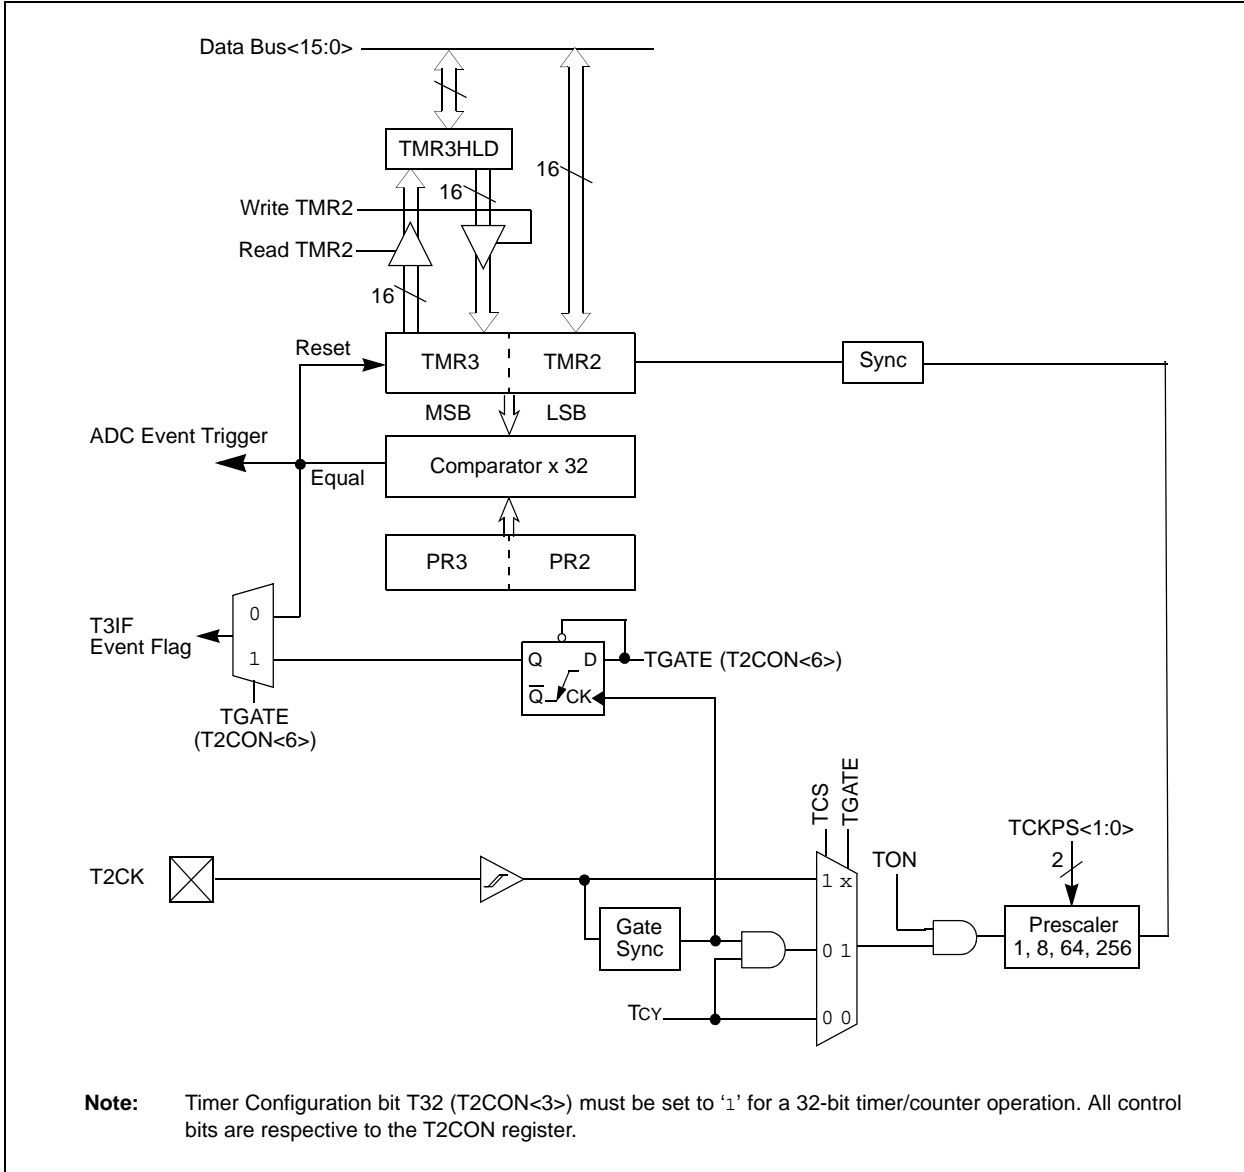 Data Bus<15:0>
TMR3HLD
16
16
Write TMR2
Read TMR2
16
Reset
TMR3
TMR2
Sync
MSB
LSB
ADC Event Trigger
Equal
Comparator x 32
PR3
PR2
0
1
T3IF
Event Flag
Q
D
Q
CK
TGATE (T2CON<6>)
TGATE
(T2CON<6>)
TCS
TGATE
TCKPS<1:0>
2
TON
T2CK
1 x
Gate
Sync
0 1
Prescaler
1, 8, 64, 256
TCY
0 0
Note: Timer Configuration bit T32 (T2CON<3>) must be set to ‘1’ for a 32-bit timer/counter operation. All control
bits are respective to the T2CON register.